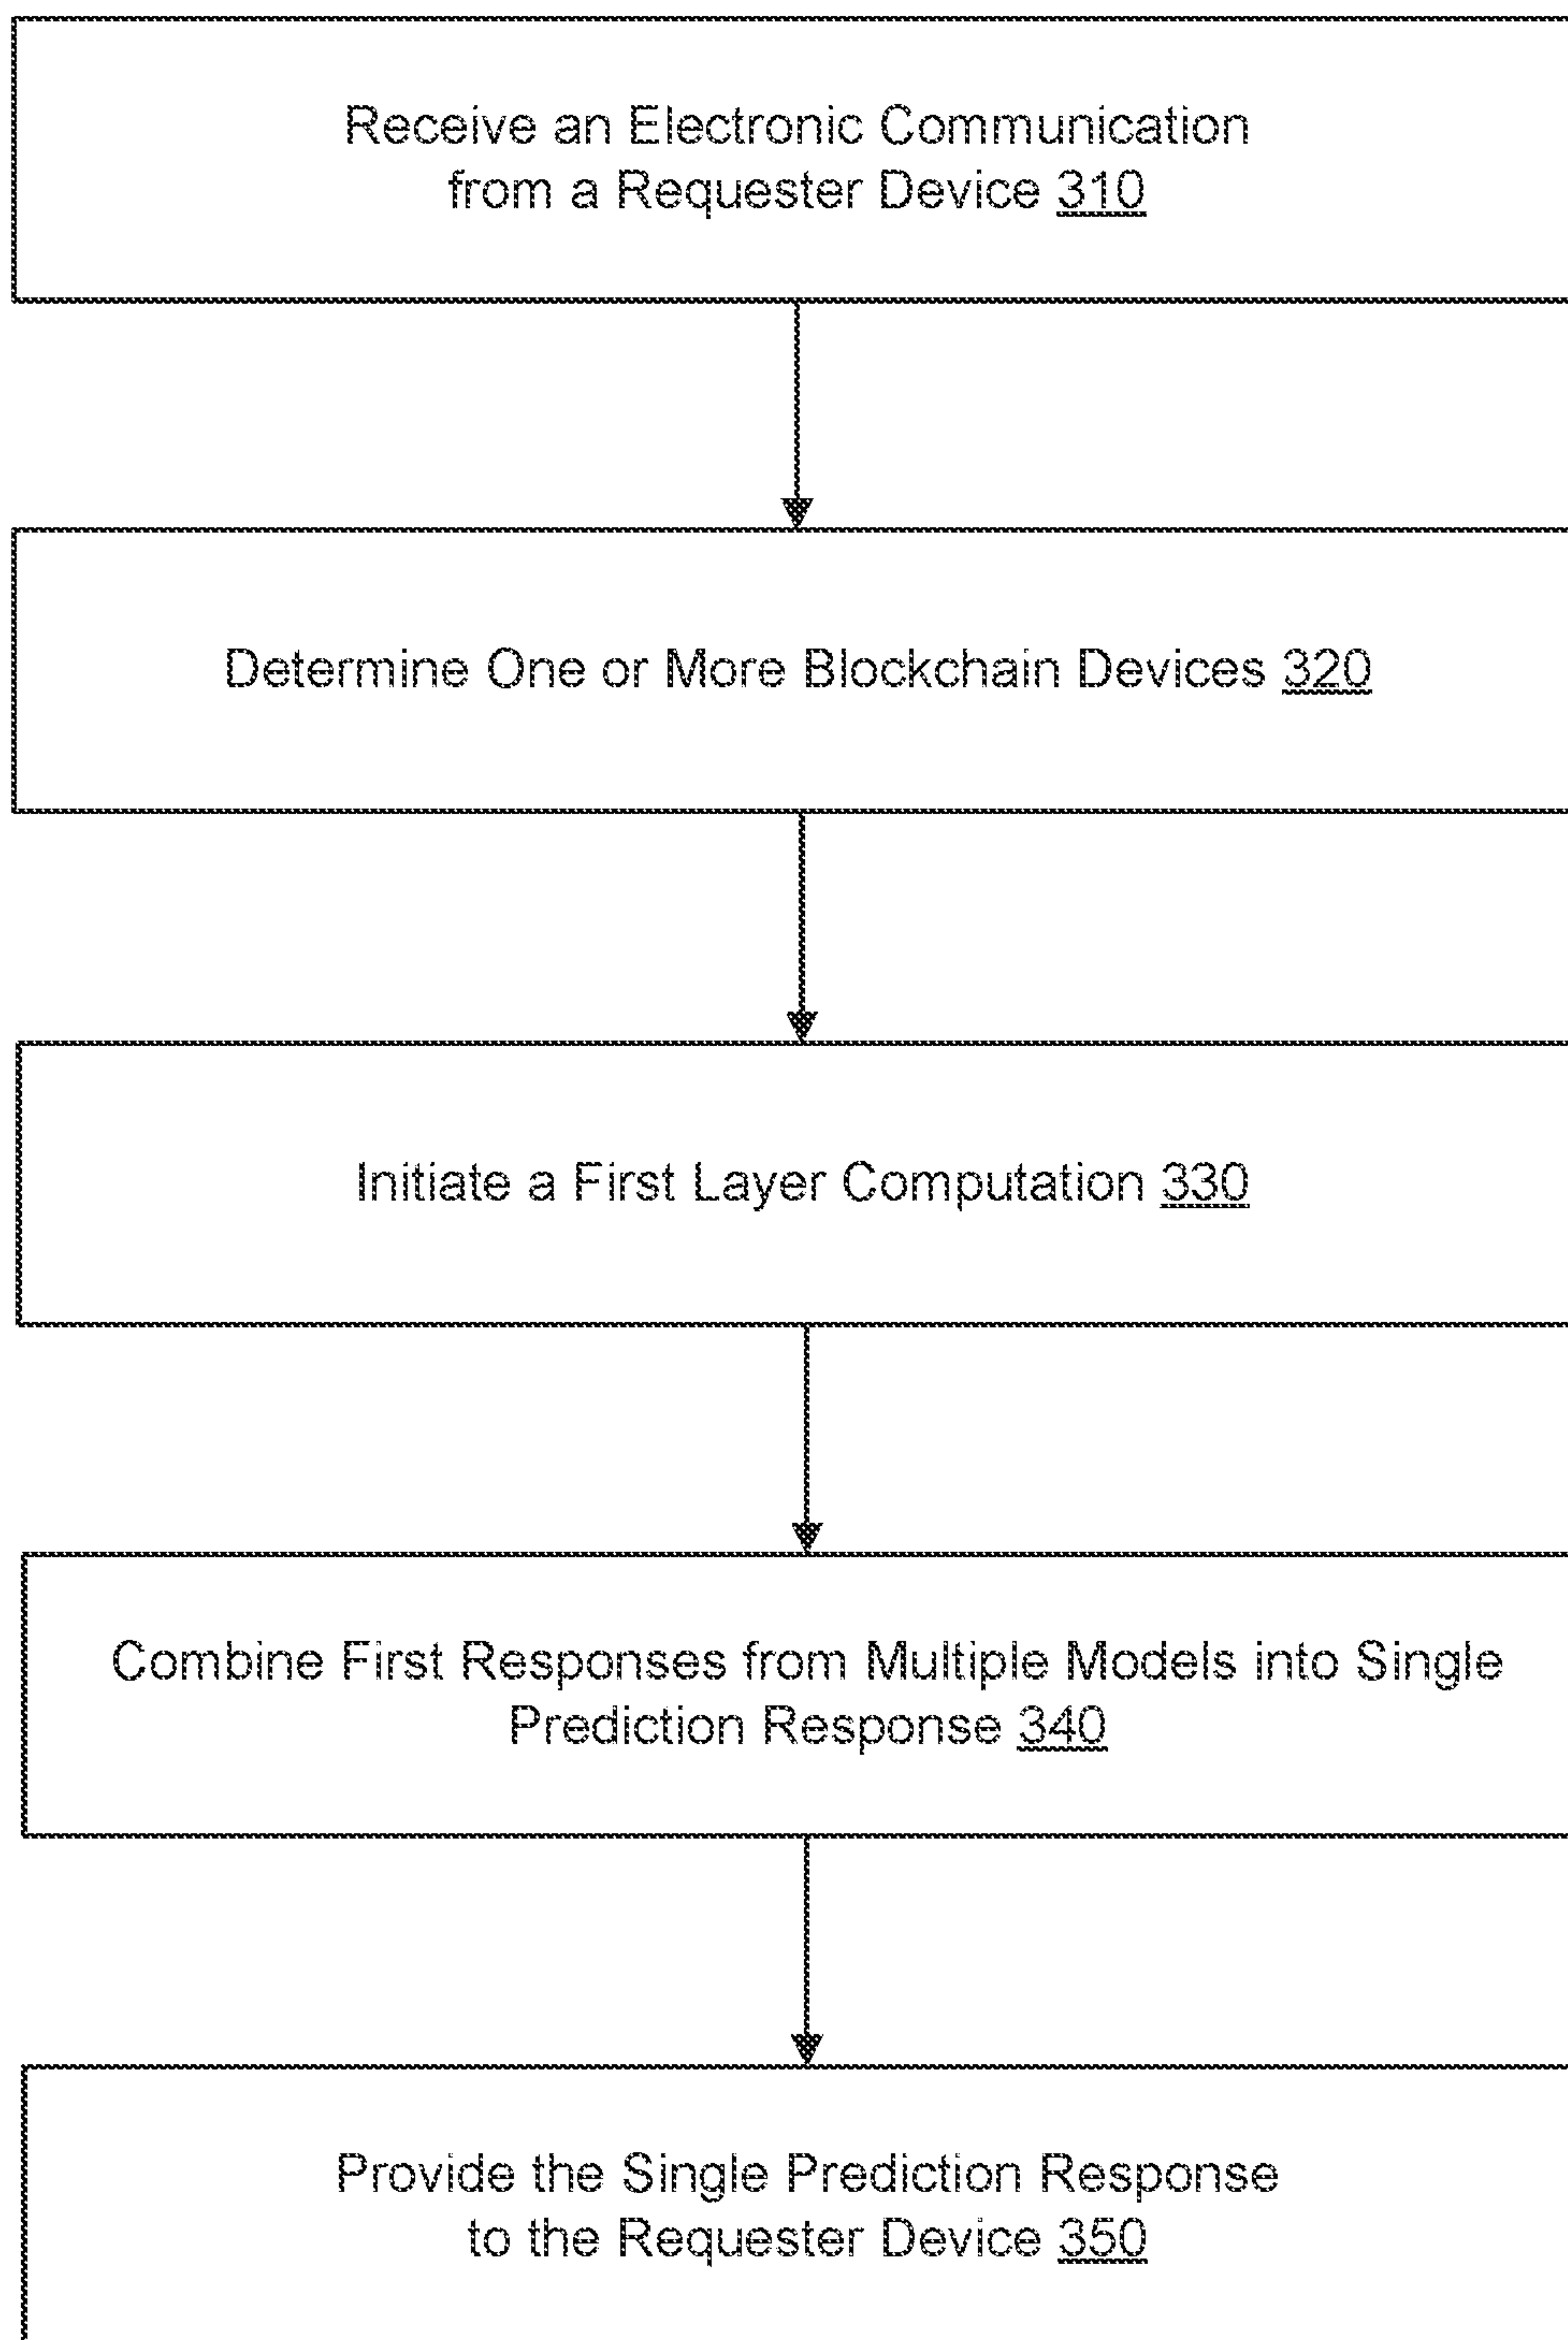 Receive an Electronic Communication
from a Requester Device 310
Determine One or More Blockchain Devices 320
Initiate a First Layer Computation 330
Combine First Responses from Multiple Models into Single
Prediction Response 340
Provide the Single Prediction Response
to the Requester Device 350